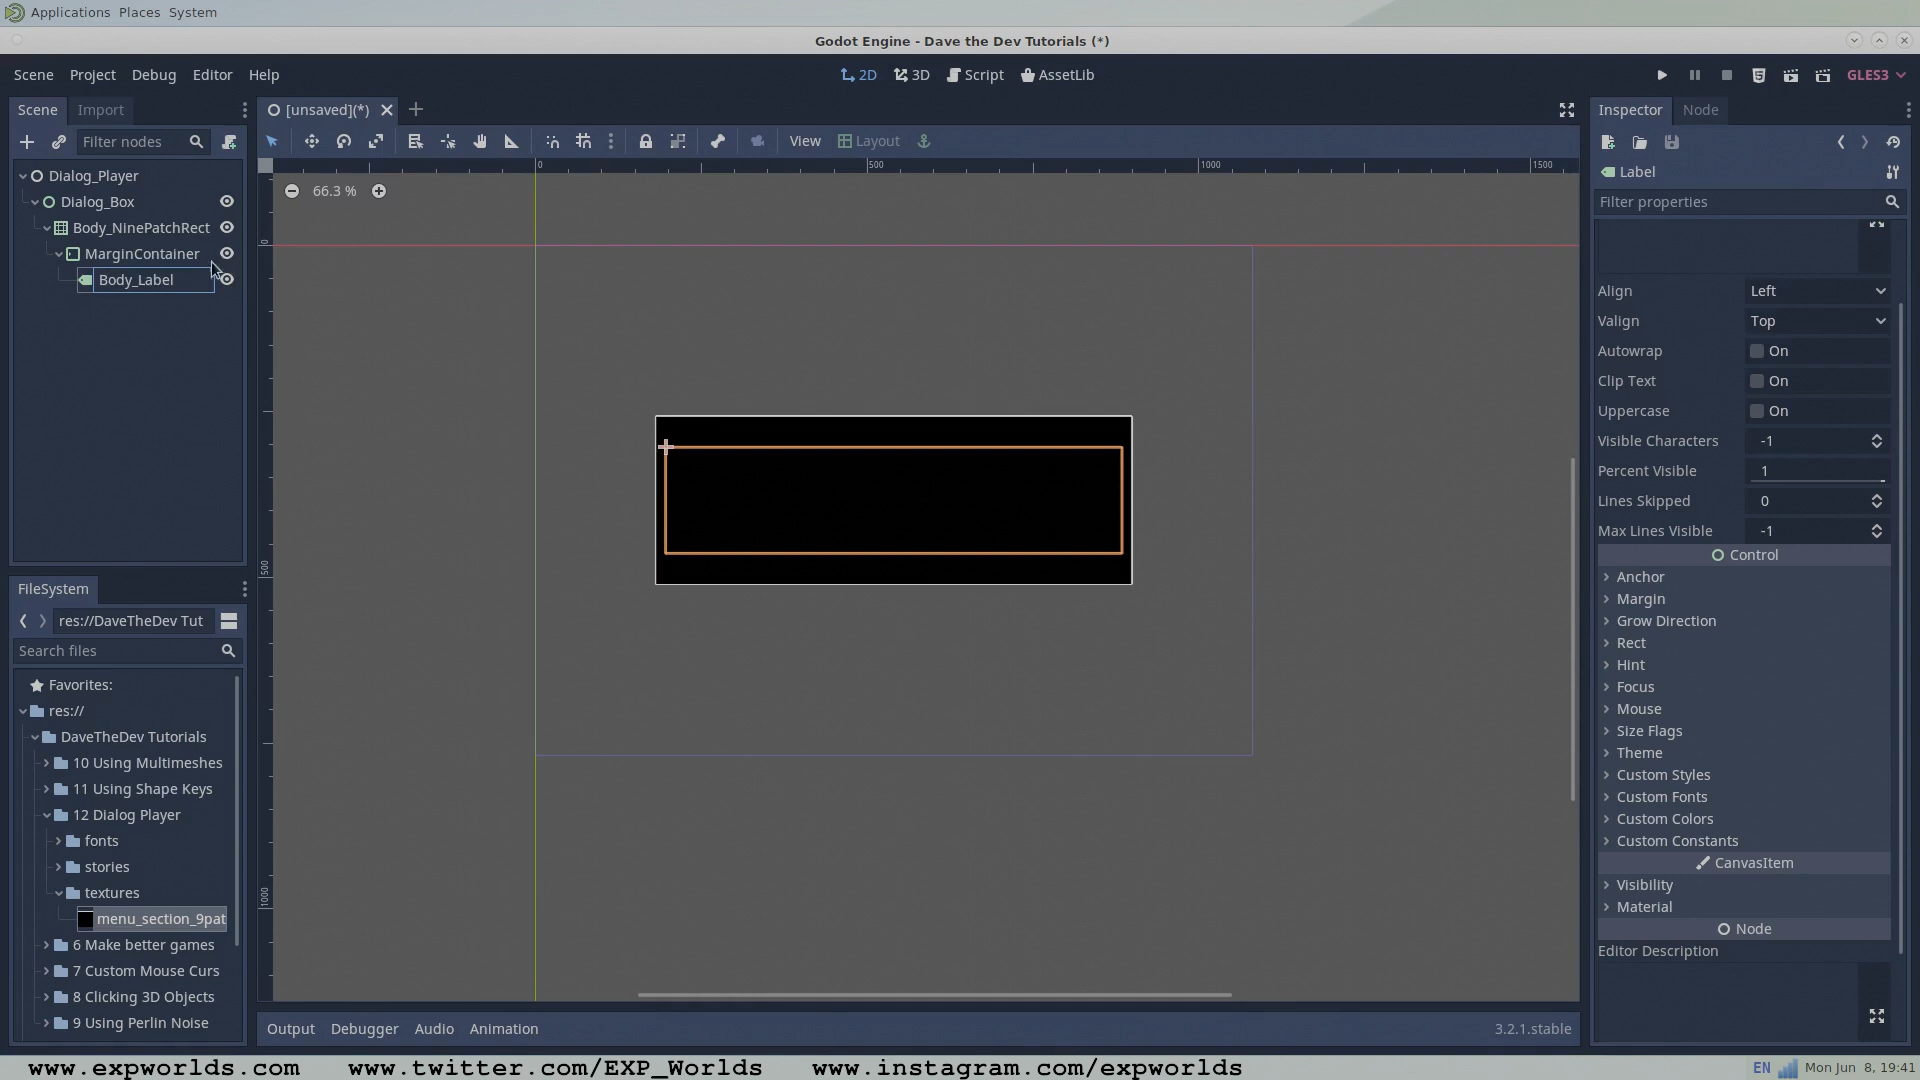 Applications Places System
Godot Engine - Dave the Dev Tutorials (*)
Scene Project Debug Editor Help
2D 3D Script AssetLib
GLES3
Scene Import
[unsaved](*)
Inspector Node
Filter nodes
View Layout
Label
Filter properties
Dialog_Player
Dialog_Box
Body_NinePatchRect
MarginContainer
Body_Label
66.3 %
0 500 1000 1500
0
500
1000
Align Left
Valign Top
Autowrap On
Clip Text On
Uppercase On
Visible Characters -1
Percent Visible 1
Lines Skipped 0
Max Lines Visible -1
Control
Anchor
Margin
Grow Direction
Rect
Hint
Focus
Mouse
Size Flags
Theme
Custom Styles
Custom Fonts
Custom Colors
Custom Constants
CanvasItem
Visibility
Material
Node
Editor Description
FileSystem
res://DaveTheDev Tut
Search files
Favorites:
res://
DaveTheDev Tutorials
10 Using Multimeshes
11 Using Shape Keys
12 Dialog Player
fonts
stories
textures
menu_section_9pat
6 Make better games
7 Custom Mouse Curs
8 Clicking 3D Objects
9 Using Perlin Noise
Output Debugger Audio Animation
3.2.1.stable
www.expworlds.com www.twitter.com/EXP_Worlds www.instagram.com/expworlds
EN Mon Jun 8, 19:41